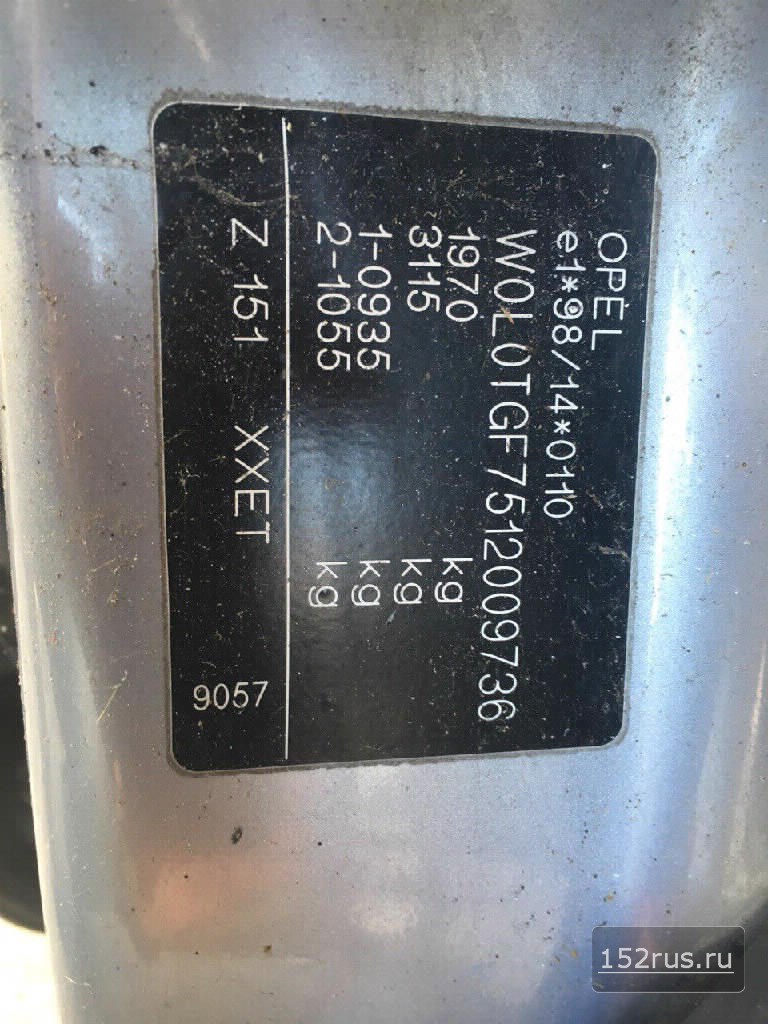 OPEL
e1*98/14*0110
W0L0TGF7512009736
1970 kg
3115 kg
1-0935 kg
2-1055 kg
Z 151 XXET 9057
152rus.ru